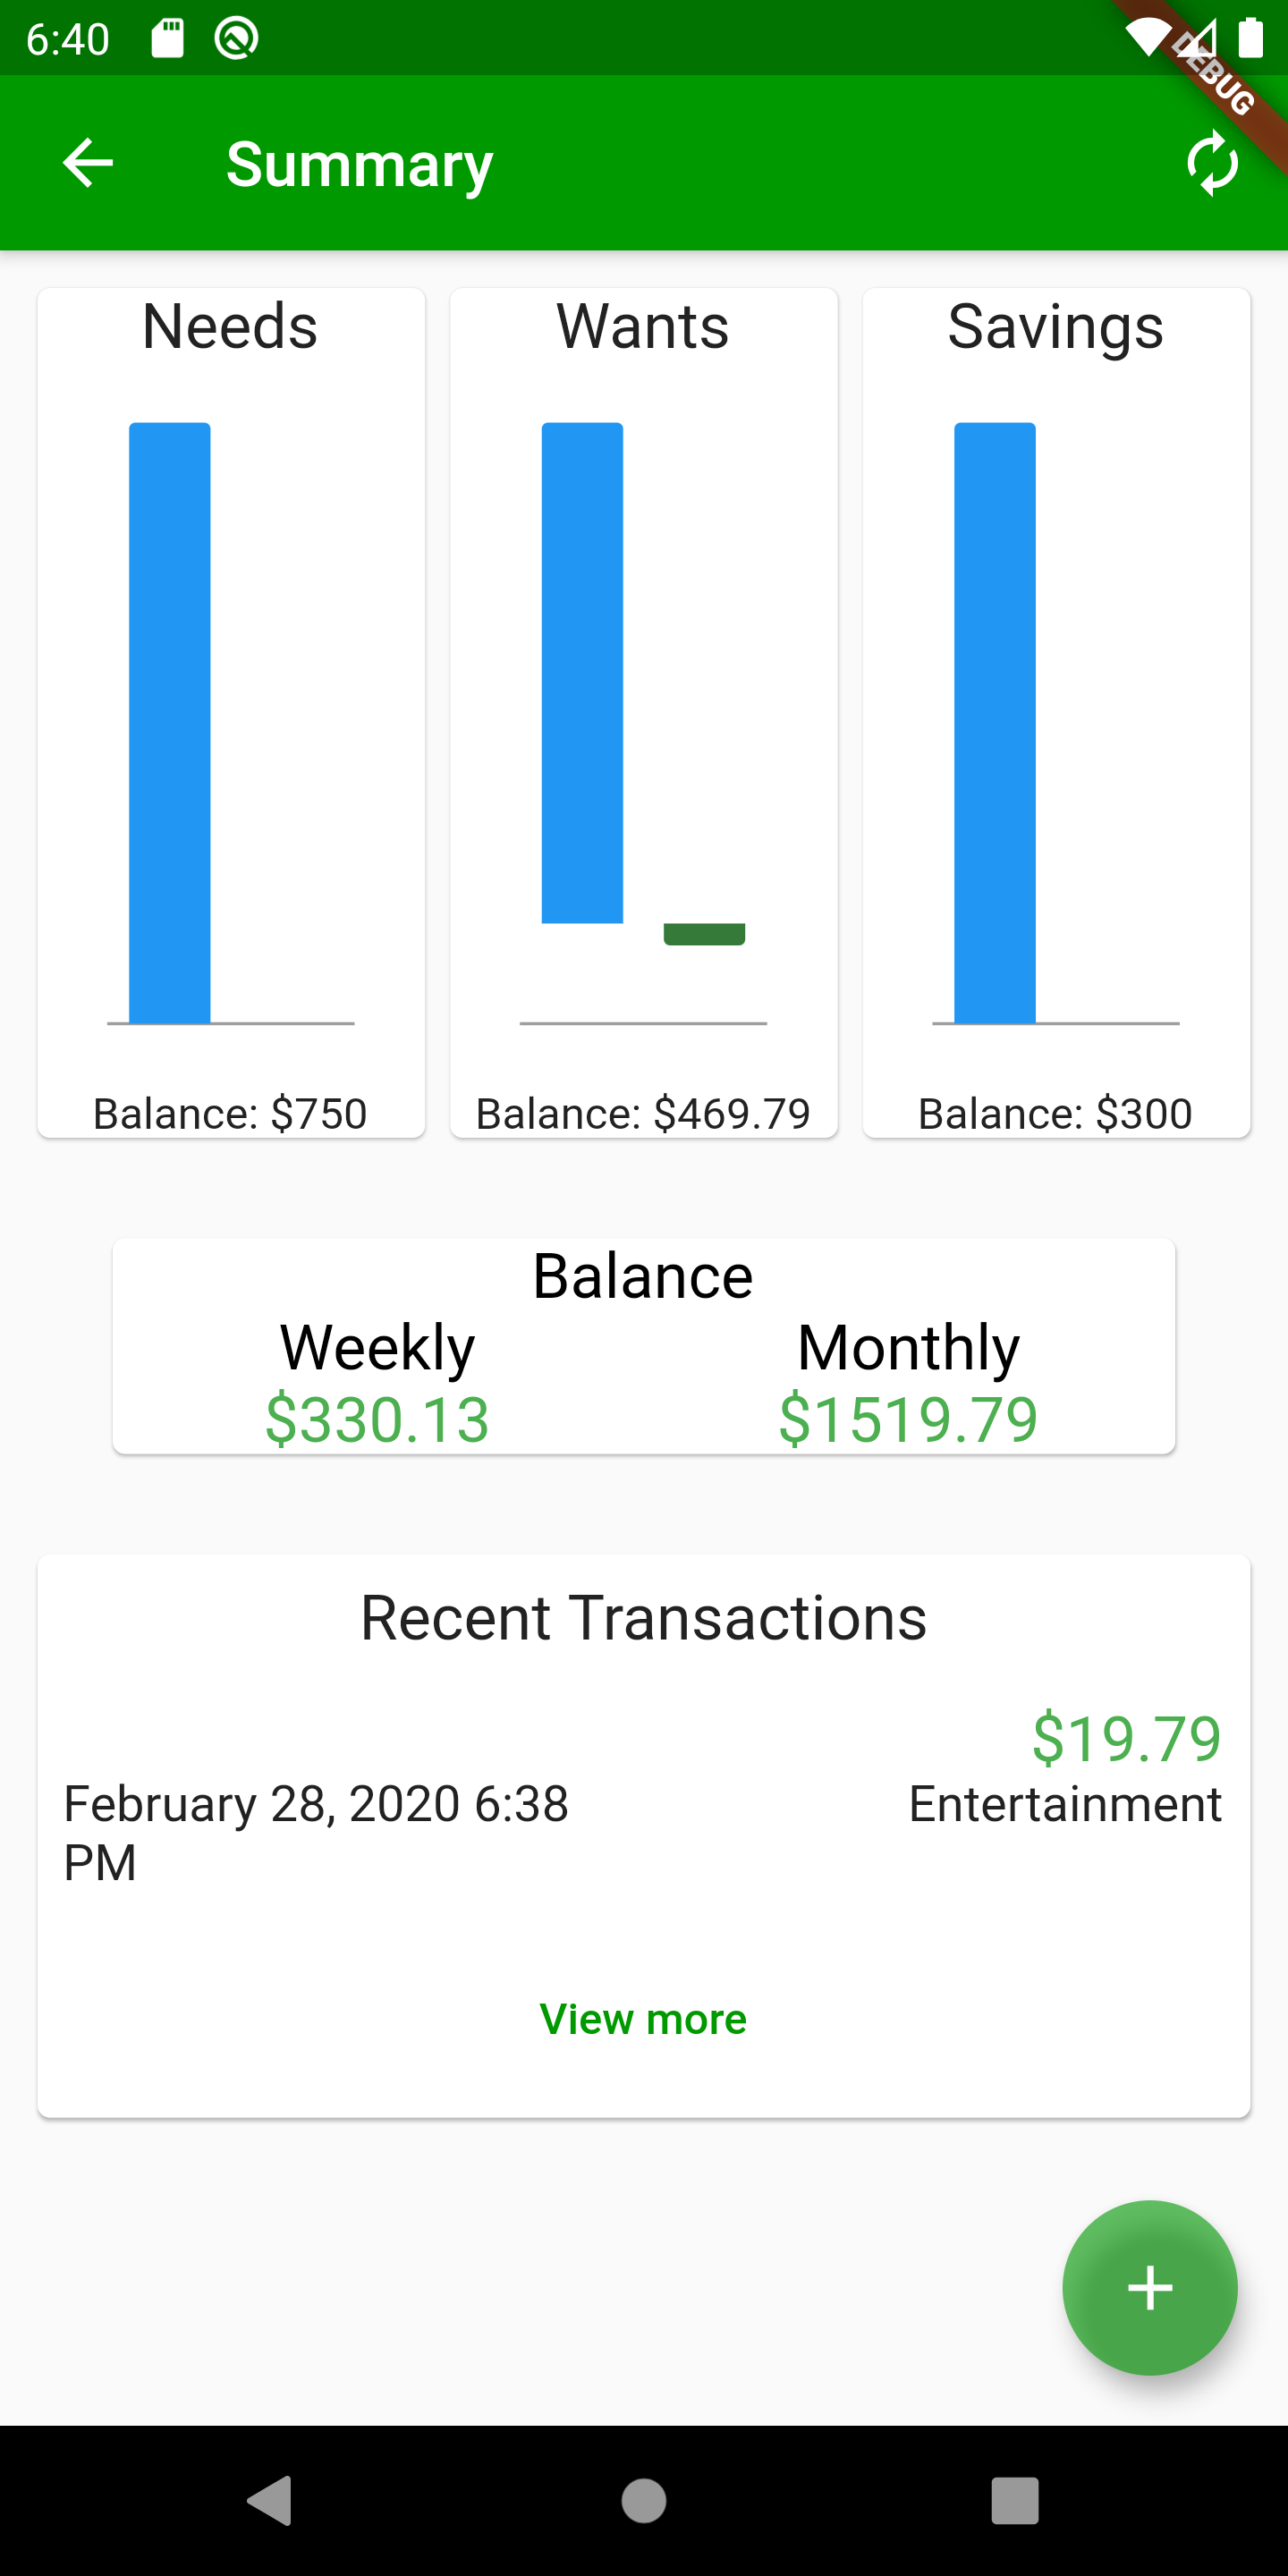 6:40
DEBUG
Summary
Needs
Wants
Savings
Balance: $750
Balance: $469.79
Balance: $300
Balance
Weekly
Monthly
$330.13
$1519.79
Recent Transactions
$19.79
February 28, 2020 6:38
PM
Entertainment
View more